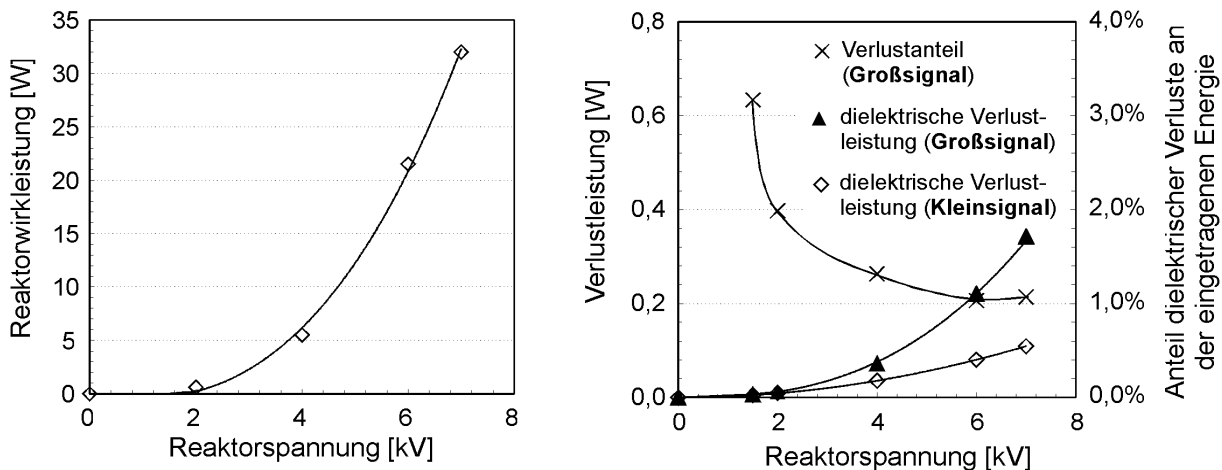 Reaktorwirkleistung [W]
35
30
25
20
15
10
5
0
0
2
4
6
8
Reaktorspannung [kV]
Verlustleistung [W]
0,8
0,6
0,4
0,2
0,0
0
2
4
6
8
Reaktorspannung [kV]
Verlustanteil
(Großsignal)
dielektrische Verlust-
leistung (Großsignal)
dielektrische Verlust-
leistung (Kleinsignal)
4,0%
3,0%
2,0%
1,0%
0,0%
Anteil dielektrischer Verluste an
der eingetragenen Energie